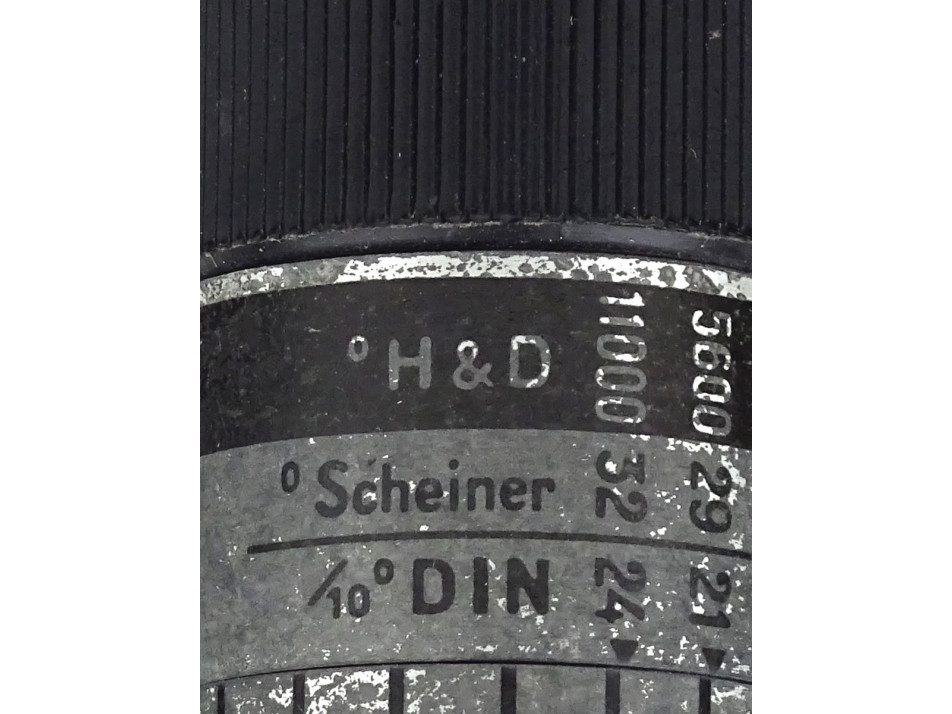 ° H & D 11000 5600
° Scheiner 32 29
/10° DIN 24 21